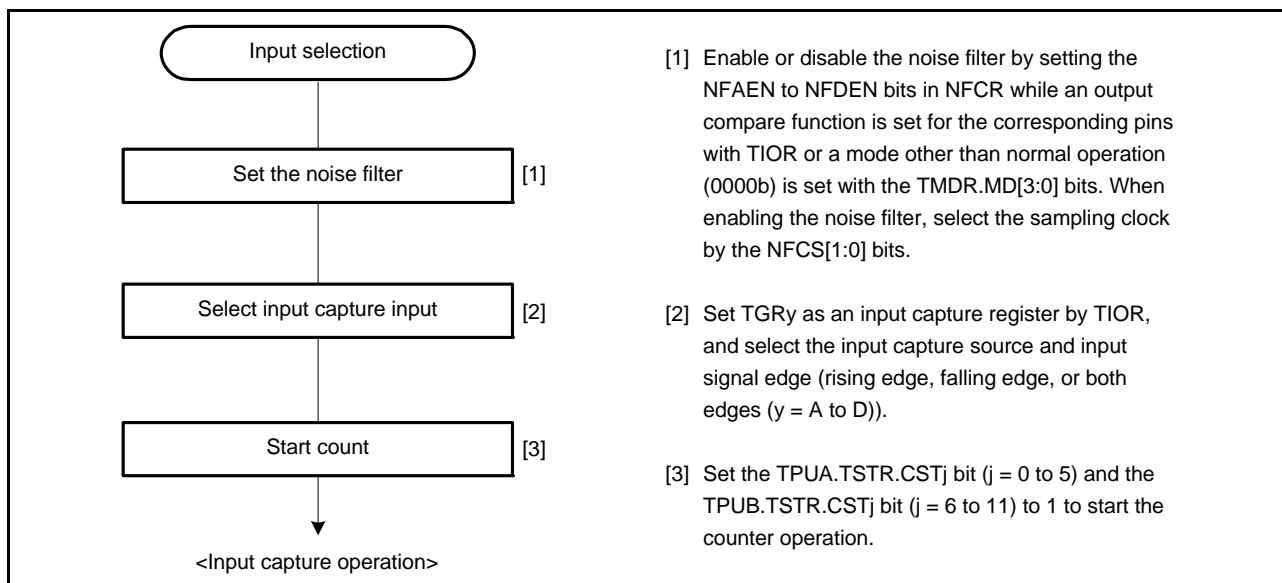 Input selection
Set the noise filter
[1]
Select input capture input
[2]
Start count
[3]
<Input capture operation>
[1] Enable or disable the noise filter by setting the
NFAEN to NFDEN bits in NFCR while an output
compare function is set for the corresponding pins
with TIOR or a mode other than normal operation
(0000b) is set with the TMDR.MD[3:0] bits. When
enabling the noise filter, select the sampling clock
by the NFCS[1:0] bits.
[2] Set TGRy as an input capture register by TIOR,
and select the input capture source and input
signal edge (rising edge, falling edge, or both
edges (y = A to D)).
[3] Set the TPUA.TSTR.CSTj bit (j = 0 to 5) and the
TPUB.TSTR.CSTj bit (j = 6 to 11) to 1 to start the
counter operation.